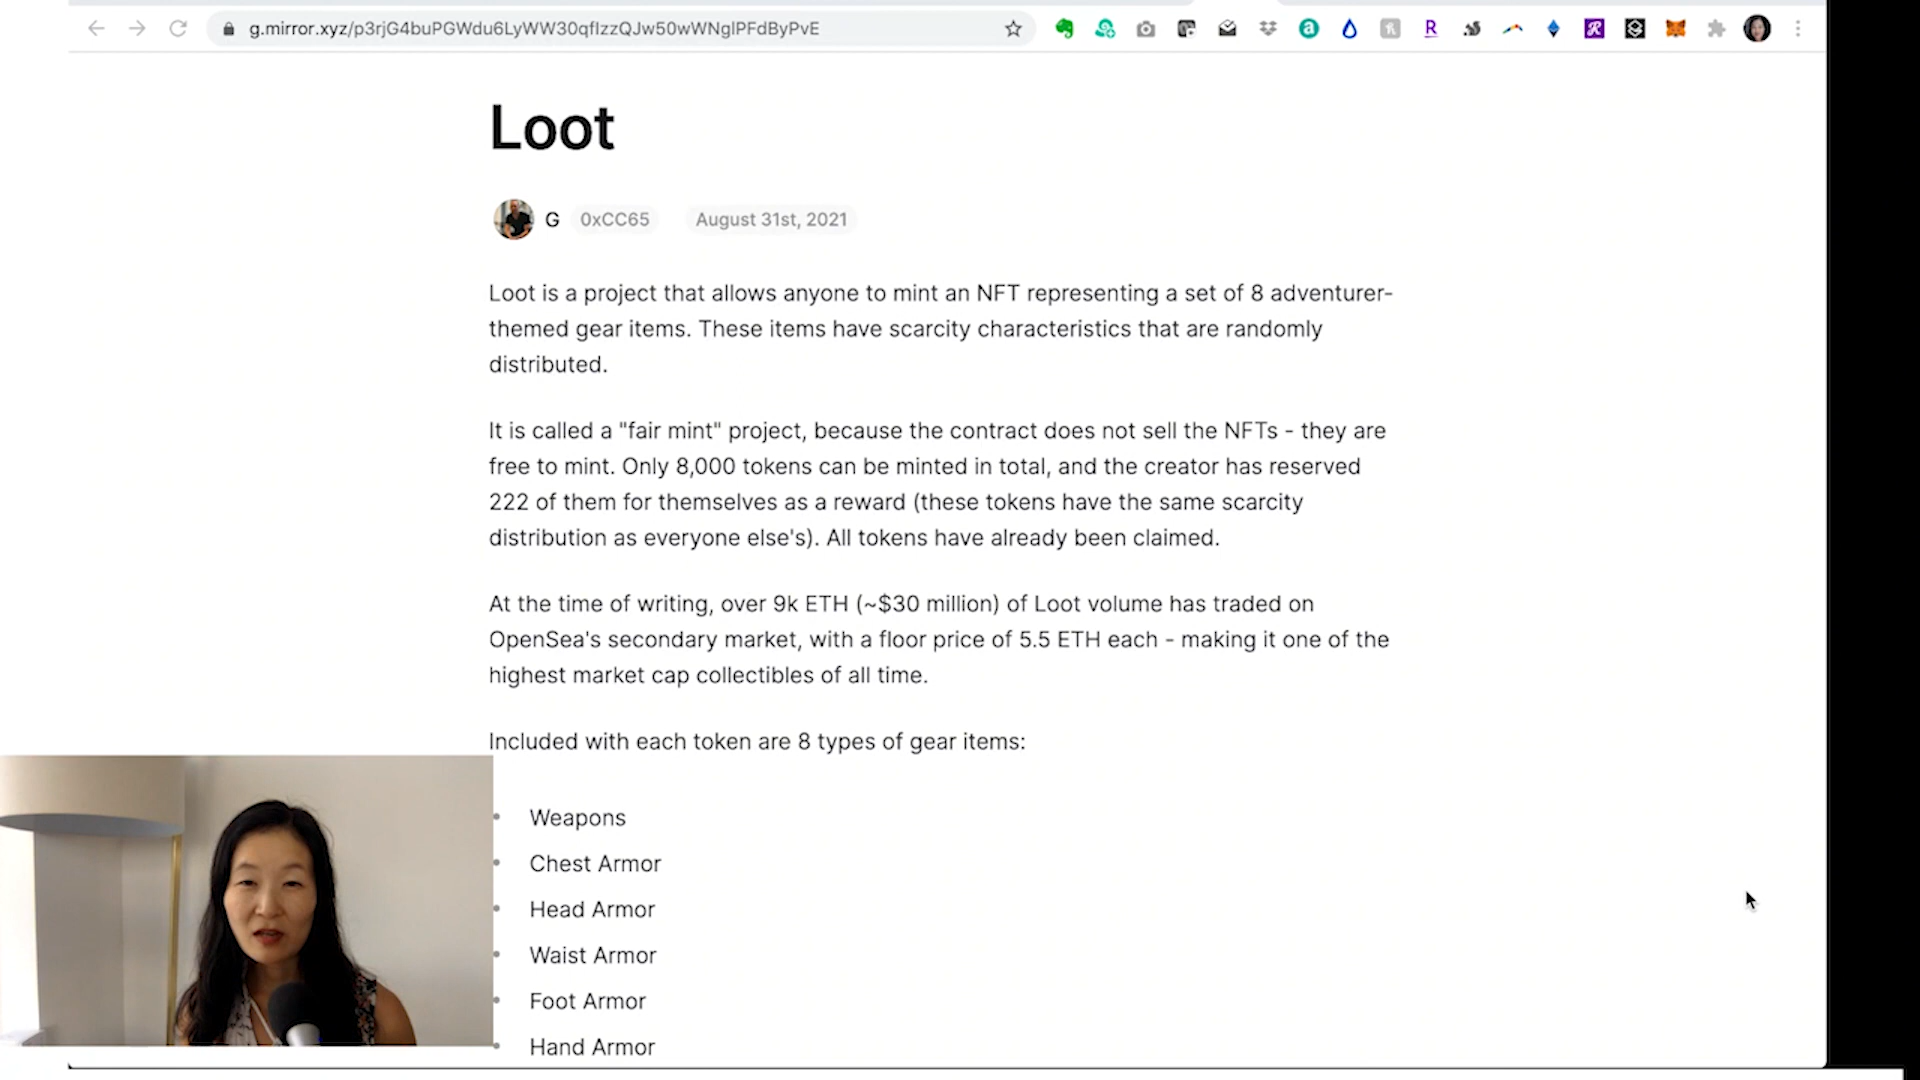 g.mirror.xyz/p3rjG4buPGWdu6LyWW30qfIzzQJw50wWNglPFdByPvE
Loot
G 0xCC65 August 31st, 2021
Loot is a project that allows anyone to mint an NFT representing a set of 8 adventurer-
themed gear items. These items have scarcity characteristics that are randomly
distributed.
It is called a "fair mint" project, because the contract does not sell the NFTs - they are
free to mint. Only 8,000 tokens can be minted in total, and the creator has reserved
222 of them for themselves as a reward (these tokens have the same scarcity
distribution as everyone else's). All tokens have already been claimed.
At the time of writing, over 9k ETH (~$30 million) of Loot volume has traded on
OpenSea's secondary market, with a floor price of 5.5 ETH each - making it one of the
highest market cap collectibles of all time.
Included with each token are 8 types of gear items:
Weapons
Chest Armor
Head Armor
Waist Armor
Foot Armor
Hand Armor